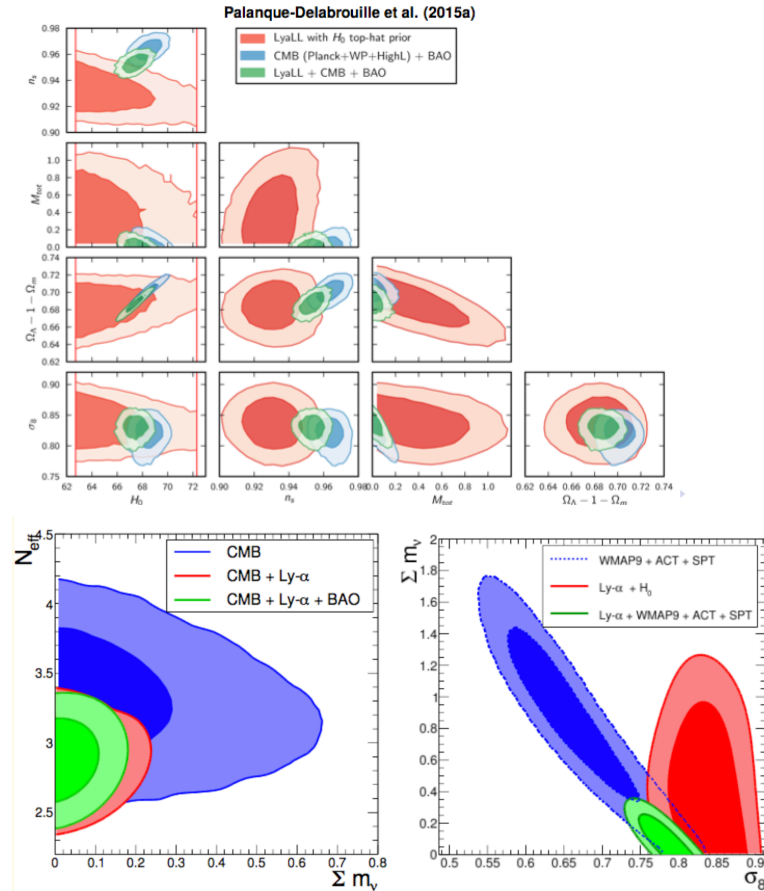 Palanque-Delabrouille et al. (2015a)
LyaLL with H₀ top-hat prior
CMB (Planck+WP+HighL) + BAO
LyaLL + CMB + BAO
0.98
0.96
0.94
0.92
0.90
nₛ
1.0
0.8
0.6
0.4
0.2
0.0
Mtot
0.74
0.72
0.70
0.68
0.66
0.64
0.62
ΩΛ − 1 − Ωm
0.90
0.85
0.80
0.75
σ₈
62 64 66 68 70 72
H₀
0.90 0.92 0.94 0.96 0.98
nₛ
0.0 0.2 0.4 0.6 0.8 1.0
Mtot
0.64 0.66 0.68 0.70 0.72 0.74
ΩΛ − 1 − Ωm
Neff
4.5
4
3.5
3
2.5
CMB
CMB + Ly-α
CMB + Ly-α + BAO
0 0.1 0.2 0.3 0.4 0.5 0.6 0.7 0.8
Σ mν
Σ mν
2
1.8
1.6
1.4
1.2
1
0.8
0.6
0.4
0.2
0
WMAP9 + ACT + SPT
Ly-α + H₀
Ly-α + WMAP9 + ACT + SPT
0.5 0.55 0.6 0.65 0.7 0.75 0.8 0.85 0.9
σ₈